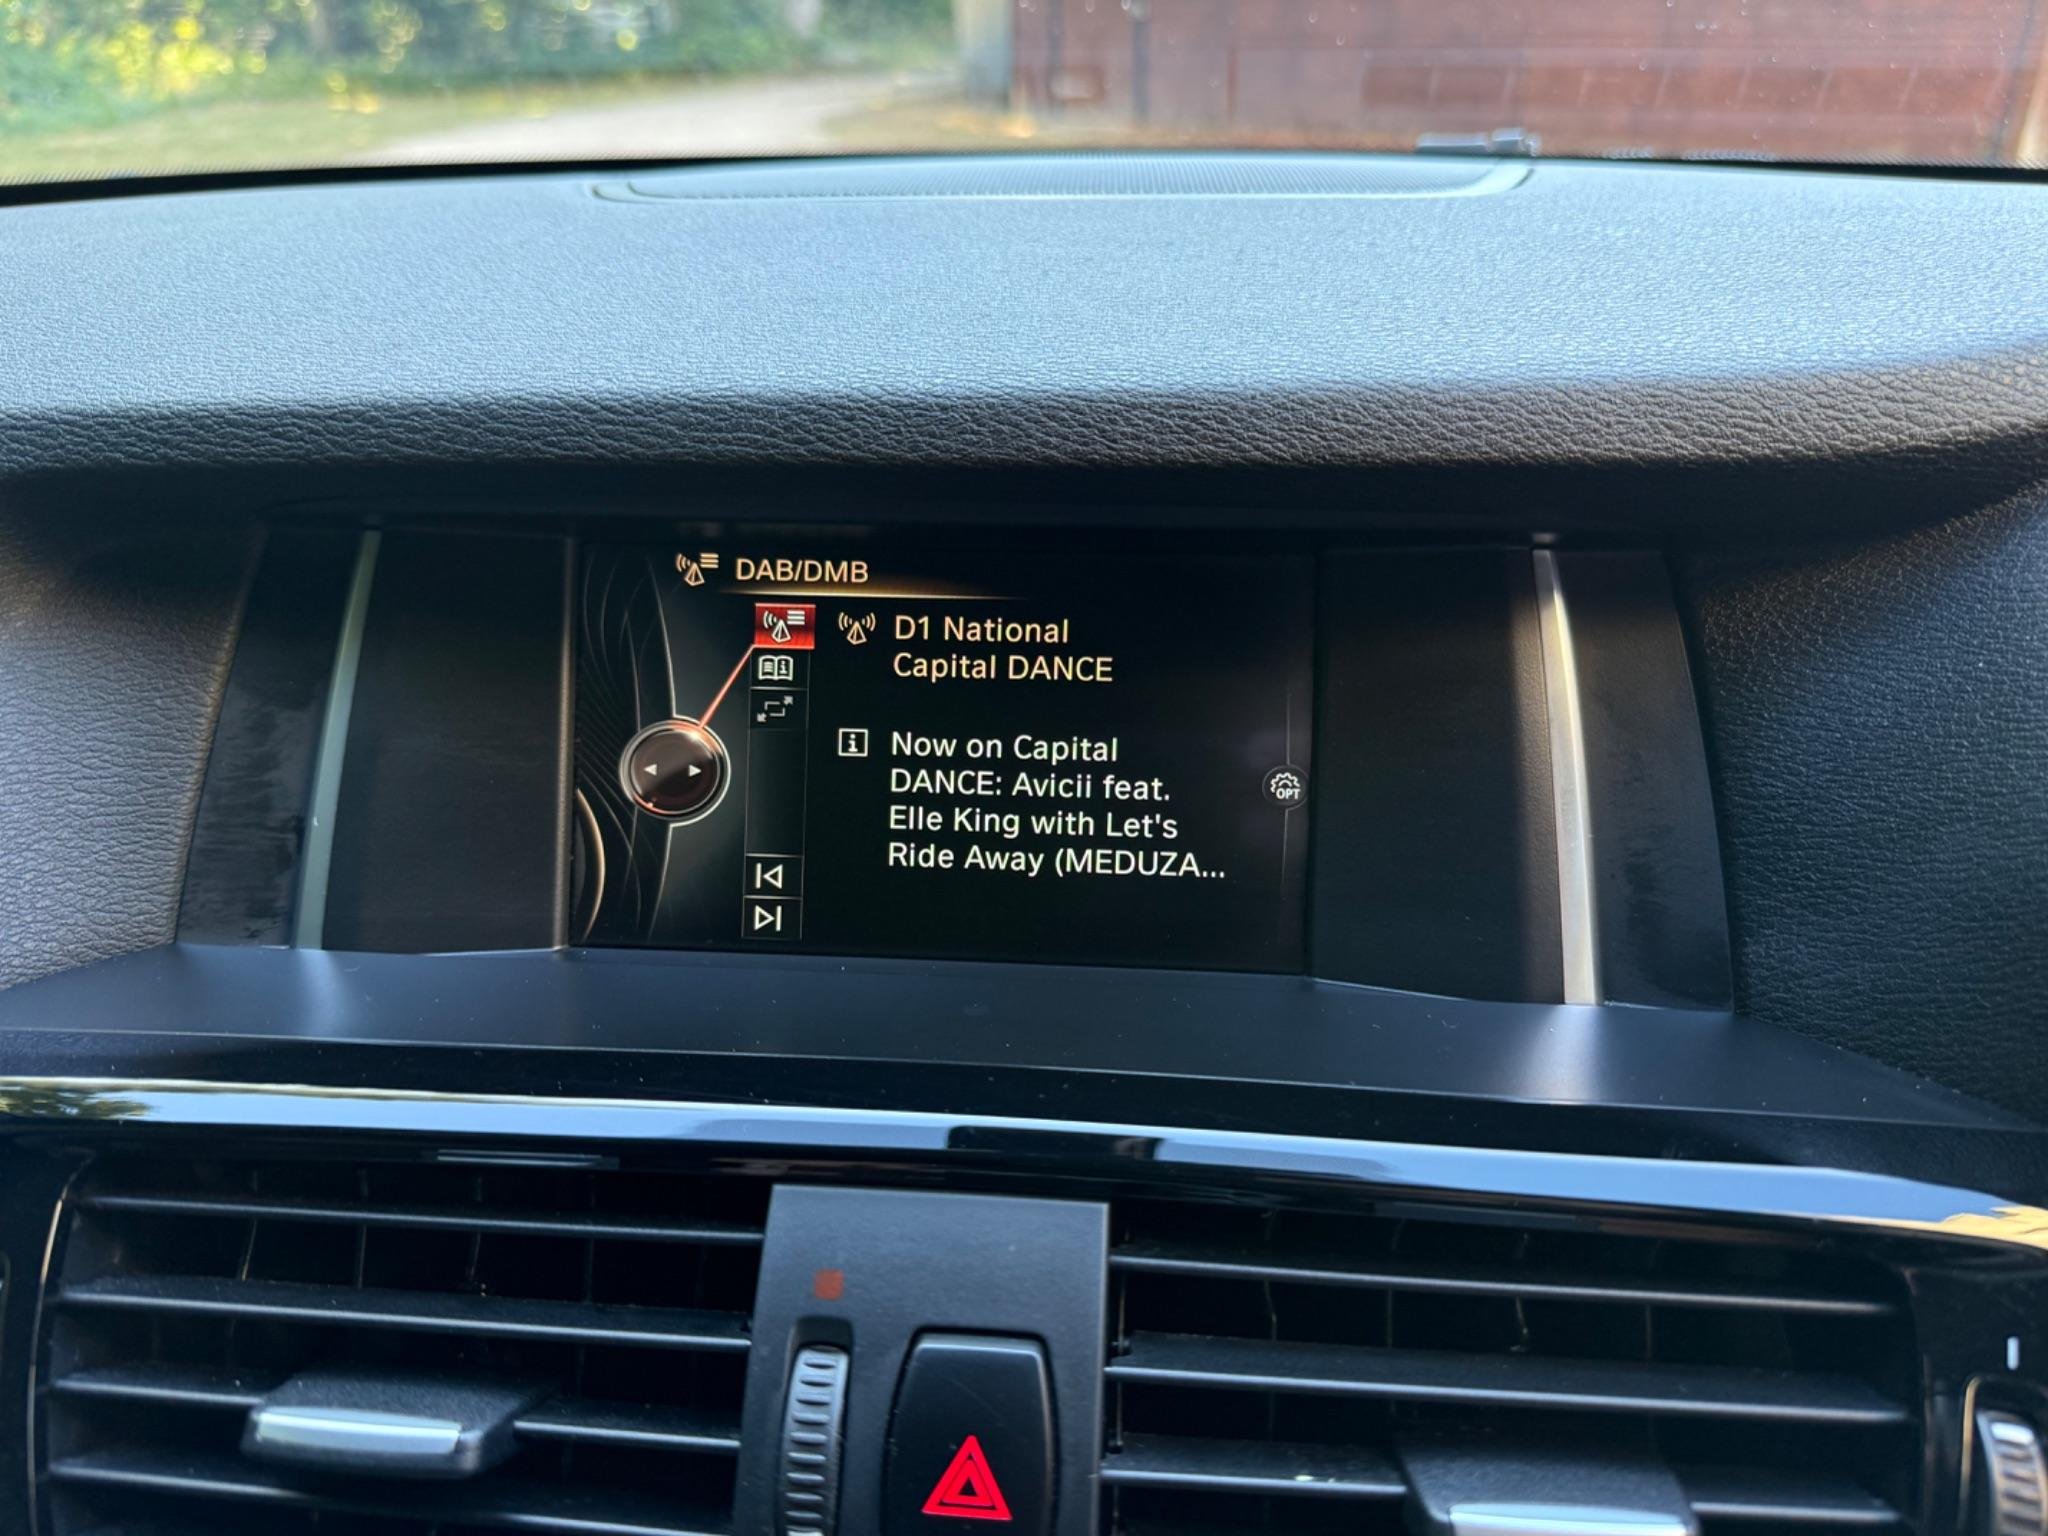 DAB/DMB
D1 National
Capital DANCE
Now on Capital
DANCE: Avicii feat.
Elle King with Let's
Ride Away (MEDUZA...
OPT